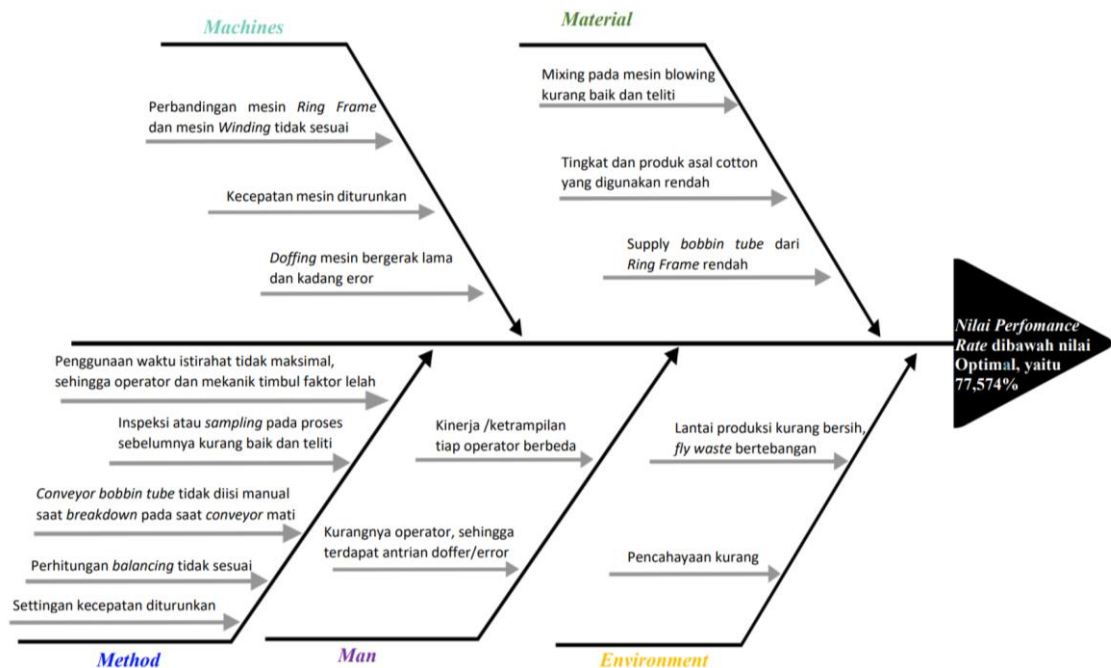 Machines
Perbandingan mesin Ring Frame
dan mesin Winding tidak sesuai
Kecepatan mesin diturunkan
Doffing mesin bergerak lama
dan kadang eror
Material
Mixing pada mesin blowing
kurang baik dan teliti
Tingkat dan produk asal cotton
yang digunakan rendah
Supply bobbin tube dari
Ring Frame rendah
Nilai Perfomance
Rate dibawah nilai
Optimal, yaitu
77,574%
Penggunaan waktu istirahat tidak maksimal,
sehingga operator dan mekanik timbul faktor lelah
Inspeksi atau sampling pada proses
sebelumnya kurang baik dan teliti
Conveyor bobbin tube tidak diisi manual
saat breakdown pada saat conveyor mati
Perhitungan balancing tidak sesuai
Settingan kecepatan diturunkan
Method
Kinerja /ketrampilan
tiap operator berbeda
Kurangnya operator, sehingga
terdapat antrian doffer/error
Man
Lantai produksi kurang bersih,
fly waste bertebangan
Pencahayaan kurang
Environment